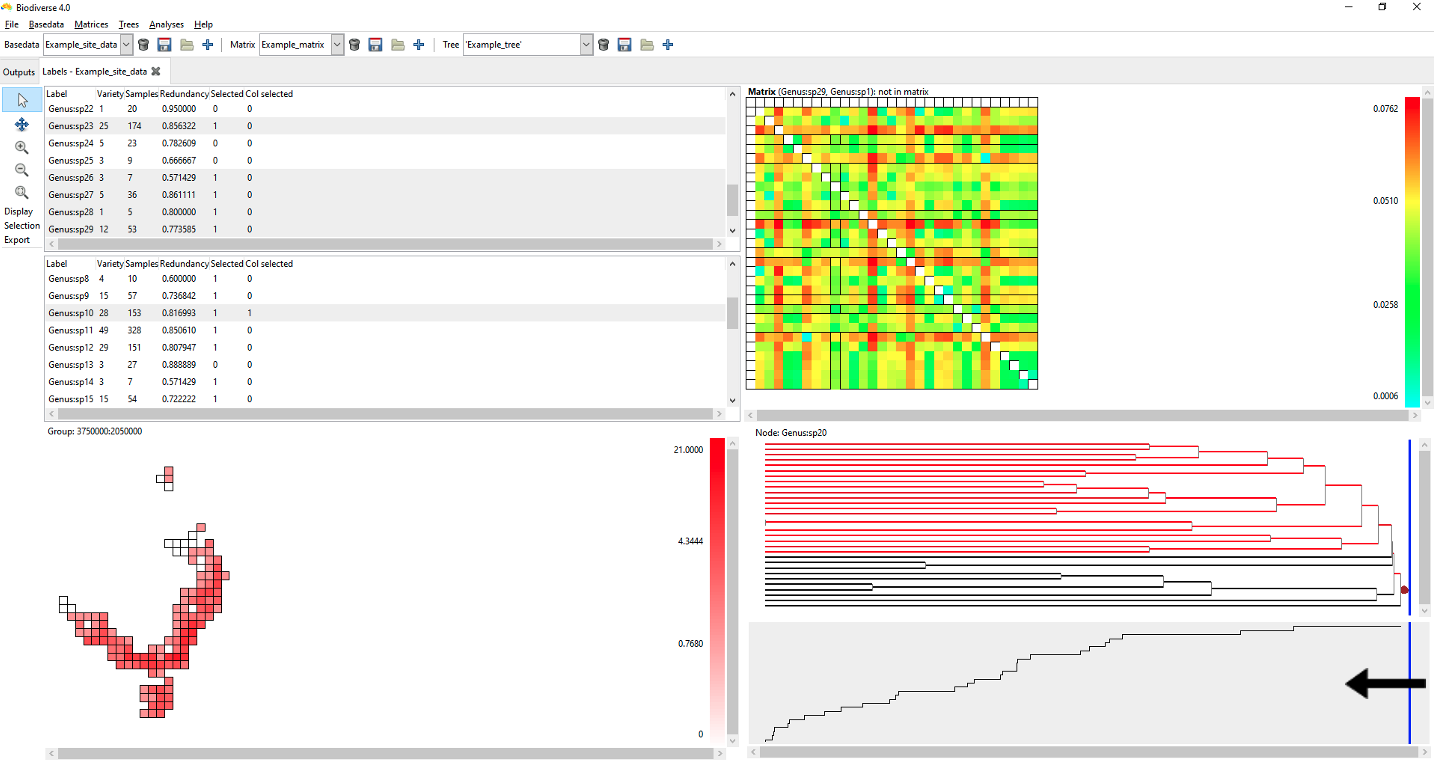 Biodiverse 4.0
File Basedata Matrices Trees Analyses Help
Basedata Example_site_data Matrix Example_matrix Tree 'Example_tree'
Outputs Labels - Example_site_data
Label Variety Samples Redundancy Selected Col selected
Genus:sp22 1 20 0.950000 0 0
Genus:sp23 25 174 0.856322 1 0
Genus:sp24 5 23 0.782609 0 0
Genus:sp25 3 9 0.666667 0 0
Genus:sp26 3 7 0.571429 1 0
Genus:sp27 5 36 0.861111 1 0
Genus:sp28 1 5 0.800000 1 0
Genus:sp29 12 53 0.773585 1 0
Display
Selection
Export
Label Variety Samples Redundancy Selected Col selected
Genus:sp8 4 10 0.600000 1 0
Genus:sp9 15 57 0.736842 1 0
Genus:sp10 28 153 0.816993 1 1
Genus:sp11 49 328 0.850610 1 0
Genus:sp12 29 151 0.807947 1 0
Genus:sp13 3 27 0.888889 0 0
Genus:sp14 3 7 0.571429 1 0
Genus:sp15 15 54 0.722222 1 0
Matrix (Genus:sp29, Genus:sp1): not in matrix
0.0762
0.0510
0.0258
0.0006
Group: 3750000:2050000
21.0000
4.3444
0.7680
0
Node: Genus:sp20